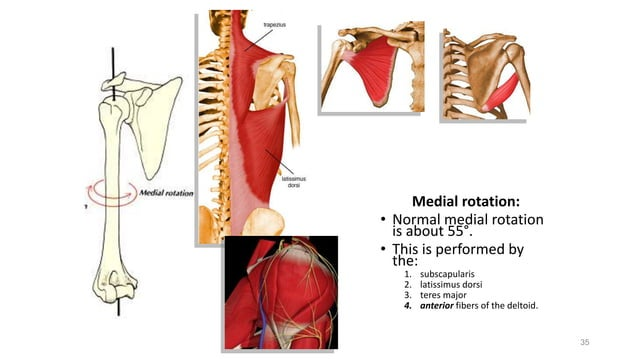 trapezius
latissimus
dorsi
Medial rotation
Medial rotation:
• Normal medial rotation
is about 55°.
• This is performed by
the:
1. subscapularis
2. latissimus dorsi
3. teres major
4. anterior fibers of the deltoid.
35